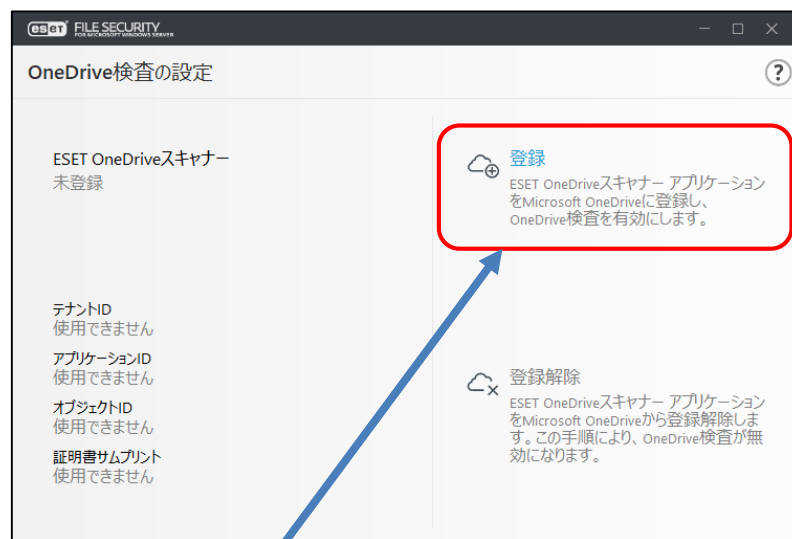 eset FILE SECURITY
FOR MICROSOFT WINDOWS SERVER
OneDrive検査の設定
?
ESET OneDriveスキャナー
未登録
登録
ESET OneDriveスキャナー アプリケーション
をMicrosoft OneDriveに登録し、
OneDrive検査を有効にします。
テナントID
使用できません
アプリケーションID
使用できません
オブジェクトID
使用できません
証明書サムプリント
使用できません
登録解除
ESET OneDriveスキャナー アプリケーション
をMicrosoft OneDriveから登録解除しま
す。この手順により、OneDrive検査が無
効になります。